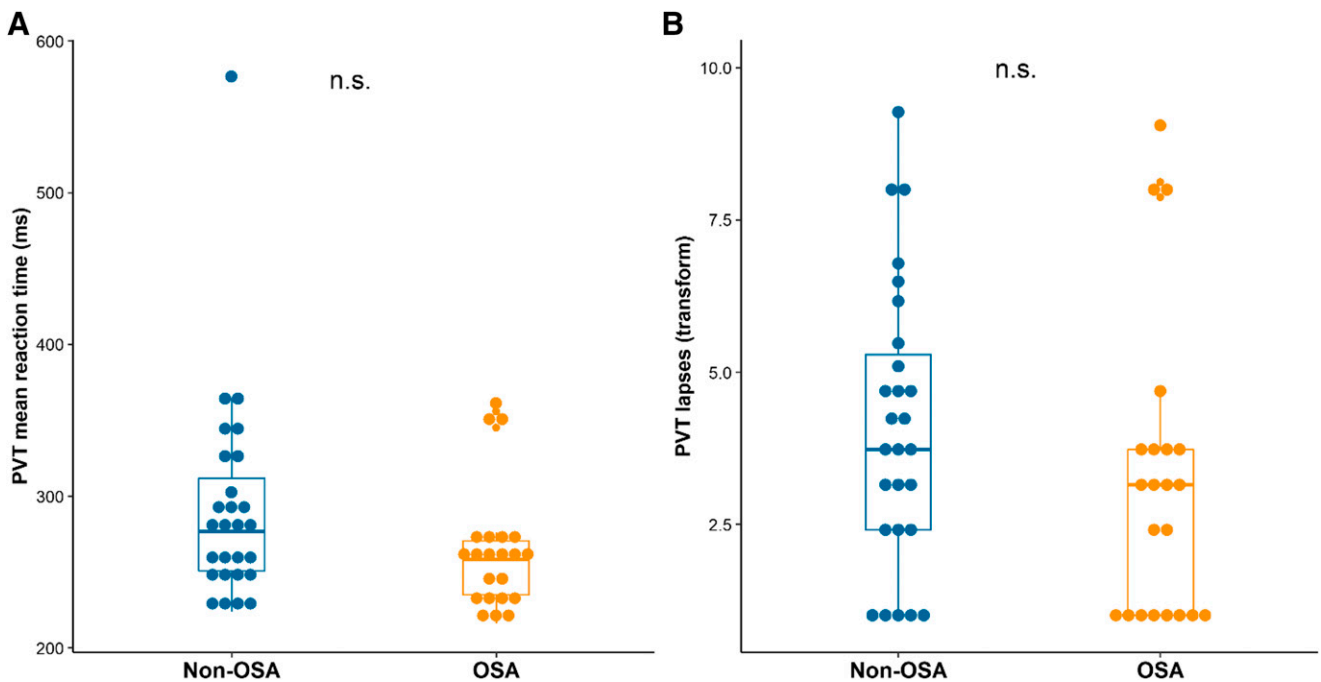 A
600
500
400
300
200
PVT mean reaction time (ms)
n.s.
Non-OSA
OSA
B
10.0
7.5
5.0
2.5
PVT lapses (transform)
n.s.
Non-OSA
OSA